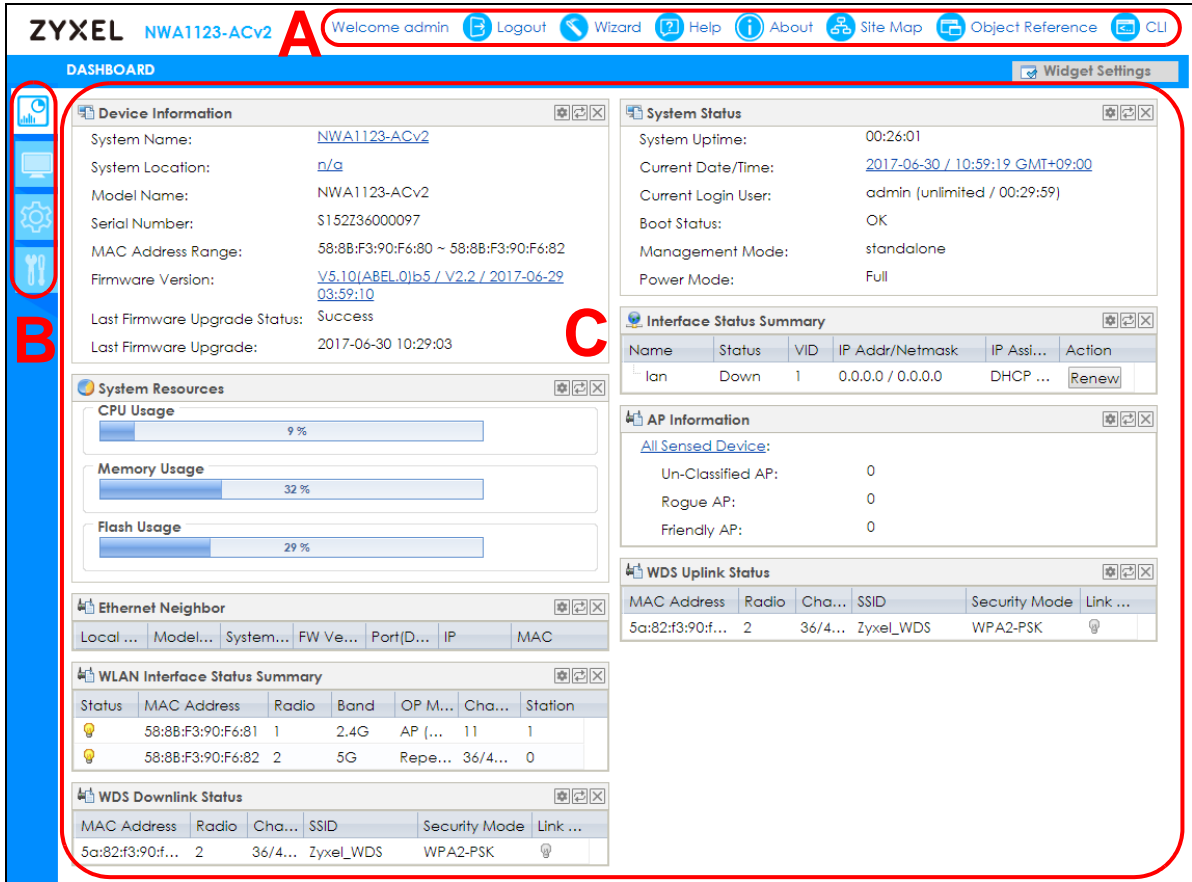 ZYXEL NWA1123-ACv2
A
Welcome admin Logout Wizard Help About Site Map Object Reference CLI
DASHBOARD
Widget Settings
B
C
Device Information
System Name: NWA1123-ACv2
System Location: n/a
Model Name: NWA1123-ACv2
Serial Number: S152Z36000097
MAC Address Range: 58:8B:F3:90:F6:80 ~ 58:8B:F3:90:F6:82
Firmware Version: V5.10(ABEL.0)b5 / V2.2 / 2017-06-29
03:59:10
Last Firmware Upgrade Status: Success
Last Firmware Upgrade: 2017-06-30 10:29:03
System Resources
CPU Usage
9 %
Memory Usage
32 %
Flash Usage
29 %
Ethernet Neighbor
Local ... Model... System... FW Ve... Port(D... IP MAC
WLAN Interface Status Summary
Status MAC Address Radio Band OP M... Cha... Station
58:8B:F3:90:F6:81 1 2.4G AP (... 11 1
58:8B:F3:90:F6:82 2 5G Repe... 36/4... 0
WDS Downlink Status
MAC Address Radio Cha... SSID Security Mode Link ...
5a:82:f3:90:f... 2 36/4... Zyxel_WDS WPA2-PSK
System Status
System Uptime: 00:26:01
Current Date/Time: 2017-06-30 / 10:59:19 GMT+09:00
Current Login User: admin (unlimited / 00:29:59)
Boot Status: OK
Management Mode: standalone
Power Mode: Full
Interface Status Summary
Name Status VID IP Addr/Netmask IP Assi... Action
lan Down 1 0.0.0.0 / 0.0.0.0 DHCP ... Renew
AP Information
All Sensed Device:
Un-Classified AP: 0
Rogue AP: 0
Friendly AP: 0
WDS Uplink Status
MAC Address Radio Cha... SSID Security Mode Link ...
5a:82:f3:90:f... 2 36/4... Zyxel_WDS WPA2-PSK